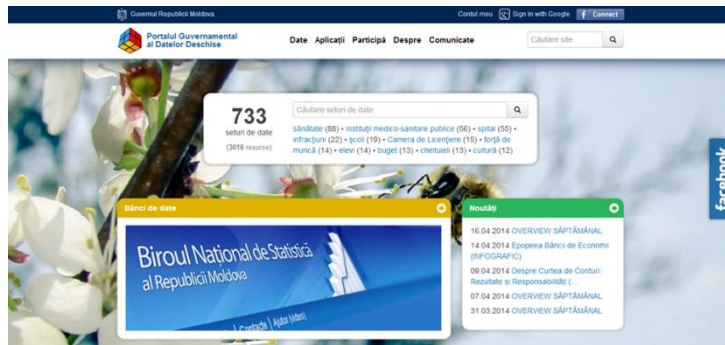 Guvernul Republicii Moldova
Contul meu
Sign in with Google
Connect
Portalul Guvernamental
al Datelor Deschise
Date Aplicații Participă Despre Comunicate
Căutare site
733
seturi de date
(3016 resurse)
Căutare seturi de date
sănătate (88) • instituții medico-sanitare publice (56) • spital (55) •
infracțiuni (22) • școli (19) • Camera de Licențiere (15) • forță de
muncă (14) • elevi (14) • buget (13) • cheltuieli (13) • cultură (12)
facebook
Bănci de date
Biroul Național de Statistică
al Republicii Moldova
Contacte | Ajutor (video)
Noutăți
16.04.2014 OVERVIEW SĂPTĂMÂNAL
14.04.2014 Epopeea Băncii de Economii
(INFOGRAFIC)
09.04.2014 Despre Curtea de Conturi:
Rezultate și Responsabilități (...
07.04.2014 OVERVIEW SĂPTĂMÂNAL
31.03.2014 OVERVIEW SĂPTĂMÂNAL